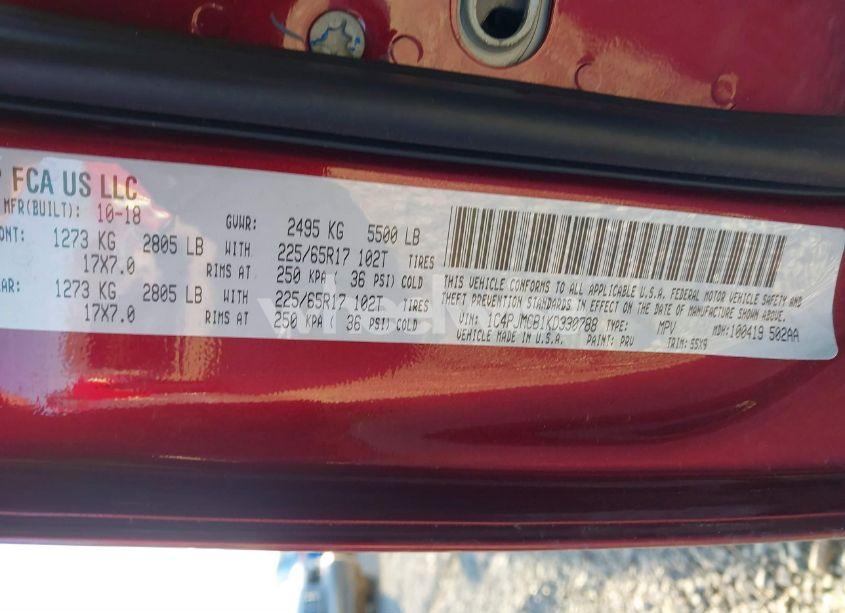 FCA US LLC
MFR(BUILT): 10-18 GVWR: 2495 KG 5500 LB
ONT: 1273 KG 2805 LB WITH 225/65R17 102T TIRES
17X7.0 RIMS AT 250 KPA( 36 PSI) COLD
AR: 1273 KG 2805 LB WITH 225/65R17 102T TIRES
17X7.0 RIMS AT 250 KPA( 36 PSI) COLD
THIS VEHICLE CONFORMS TO ALL APPLICABLE U.S.A. FEDERAL MOTOR VEHICLE SAFETY AND
THEFT PREVENTION STANDARDS IN EFFECT ON THE DATE OF MANUFACTURE SHOWN ABOVE.
VIN: TYPE: MPV MDH:100419 502AA
VEHICLE MADE IN U.S.A. PAINT: PRV TRIM: S5X9